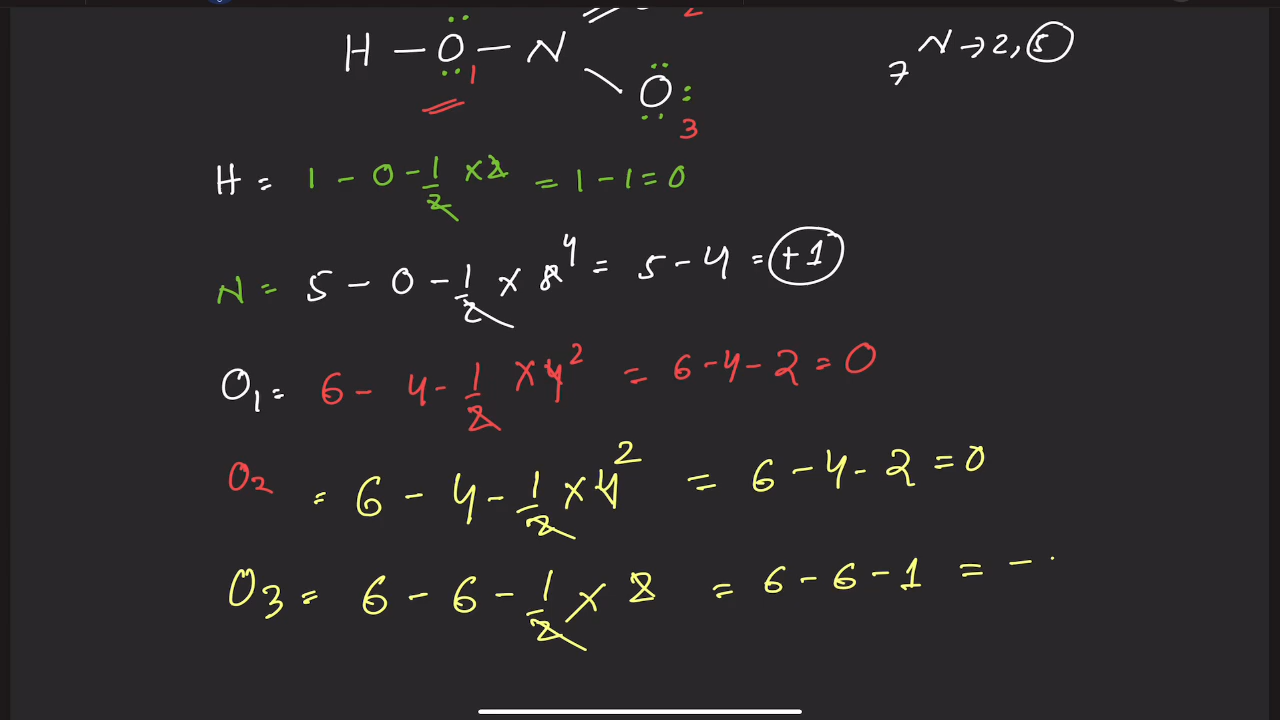 2
H — O — N
N → 2, 5
7
1
O
3
H = 1 - 0 - 1/2 × 2 = 1 - 1 = 0
N = 5 - 0 - 1/2 × 8 4 = 5 - 4 = +1
O1 = 6 - 4 - 1/2 × 4 2 = 6 - 4 - 2 = 0
O2 = 6 - 4 - 1/2 × 4 2 = 6 - 4 - 2 = 0
O3 = 6 - 6 - 1/2 × 2 = 6 - 6 - 1 = -